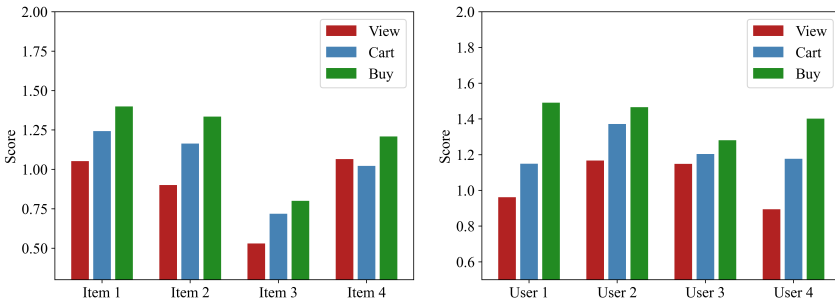 2.00
1.75
1.50
1.25
1.00
0.75
0.50
Score
View
Cart
Buy
Item 1 Item 2 Item 3 Item 4
2.0
1.8
1.6
1.4
1.2
1.0
0.8
0.6
Score
View
Cart
Buy
User 1 User 2 User 3 User 4